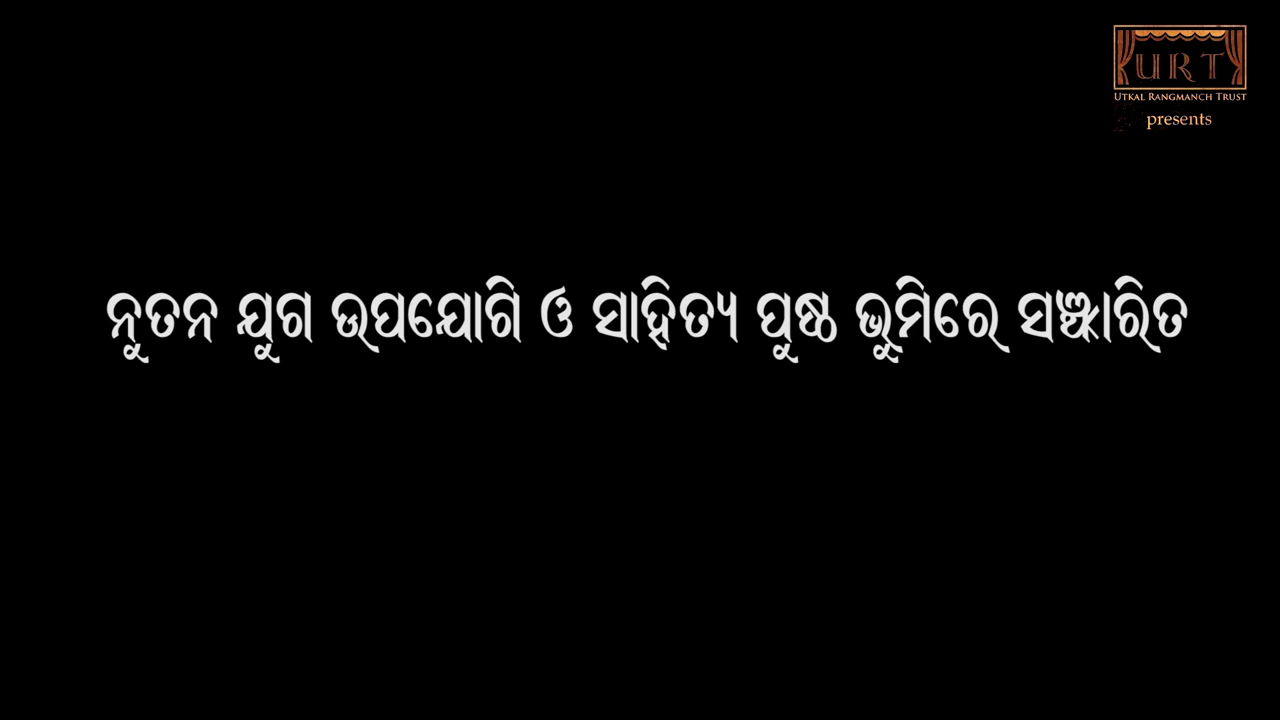 URT
UTKAL RANGMANCH TRUST
presents
ନୁତନ ଯୁଗ ଉପଯୋଗି ଓ ସାହିତ୍ୟ ପୁଷ୍ଠ ଭୁମିରେ ସଞ୍ଚାରିତ